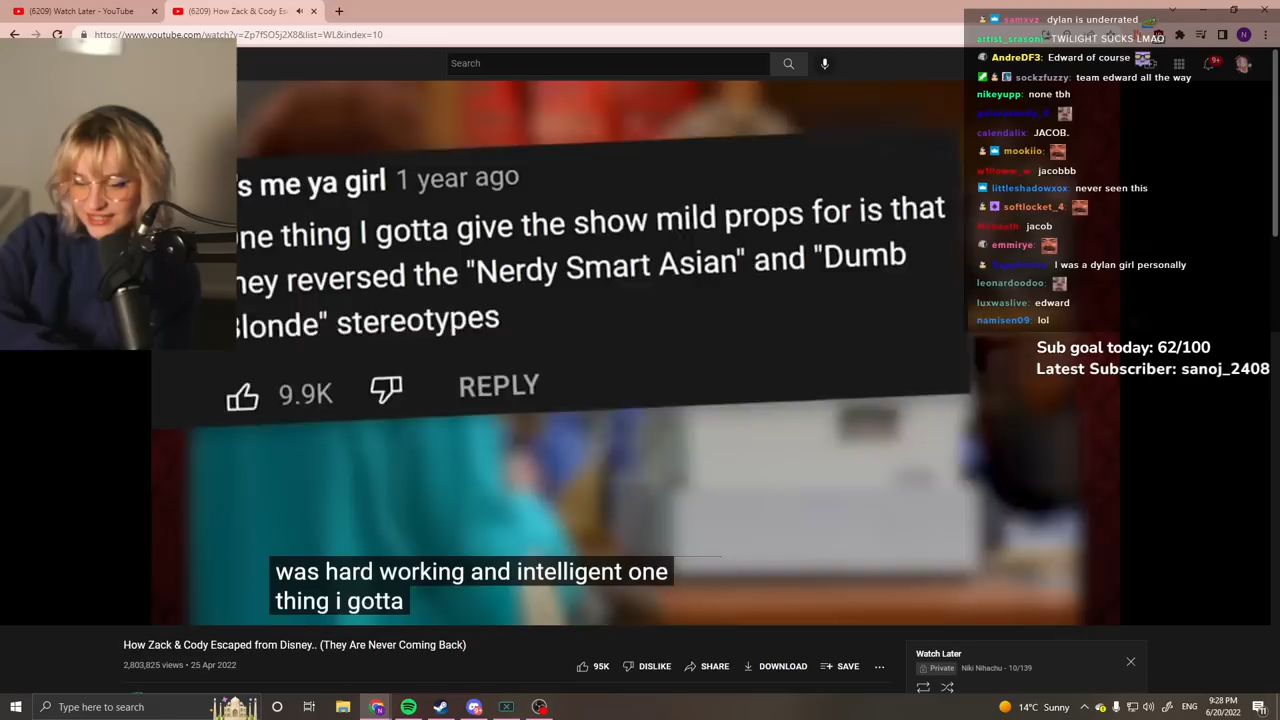 (6209) Watch Later - YouTube
(6209) How Zack & Cody Es
https://www.youtube.com/watch?v=Zp7fSO5j2X8&list=WL&index=10
Search
9+
samxyz: dylan is underrated
artist_srasoni: TWILIGHT SUCKS LMAO
AndreDF3: Edward of course
sockzfuzzy: team edward all the way
nikeyupp: none tbh
calendalix: JACOB.
mookiio:
jacobbb
littleshadowxox: never seen this
softlocket_4:
jacob
emmirye:
I was a dylan girl personally
leonardoodoo:
luxwaslive: edward
namisen09: lol
Sub goal today: 62/100
Latest Subscriber: sanoj_2408
's me ya girl 1 year ago
ne thing I gotta give the show mild props for is that
hey reversed the "Nerdy Smart Asian" and "Dumb
Blonde" stereotypes
9.9K REPLY
was hard working and intelligent one
thing i gotta
How Zack & Cody Escaped from Disney.. (They Are Never Coming Back)
2,803,825 views • 25 Apr 2022
95K DISLIKE SHARE DOWNLOAD SAVE ...
Watch Later
Private Niki Nihachu - 10/139
Type here to search
14°C Sunny
9:28 PM
6/20/2022